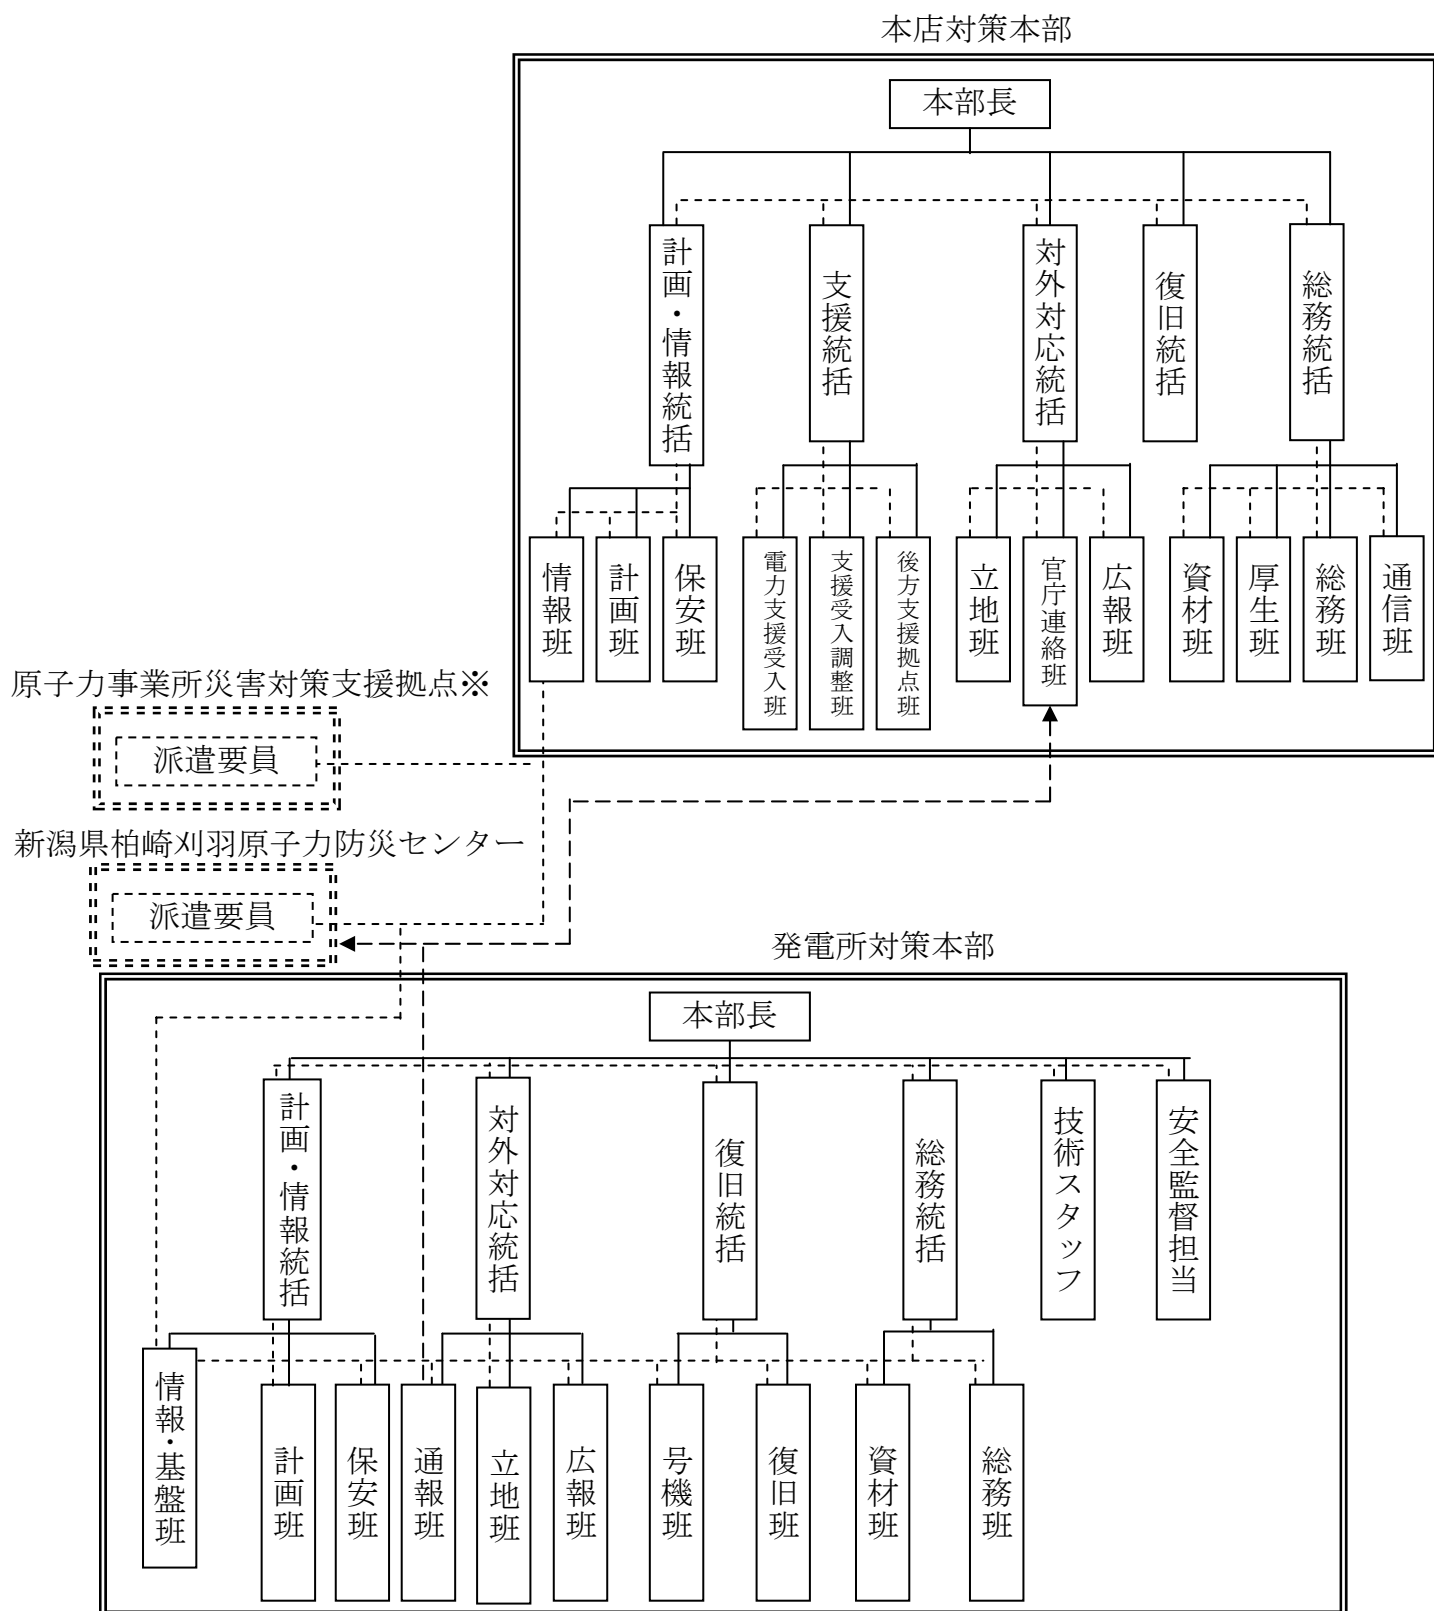 本店対策本部
本部長
計画・情報統括
支援統括
対外対応統括
復旧統括
総務統括
情報班
計画班
保安班
電力支援受入班
支援受入調整班
後方支援拠点班
立地班
官庁連絡班
広報班
資材班
厚生班
総務班
通信班
原子力事業所災害対策支援拠点※
派遣要員
新潟県柏崎刈羽原子力防災センター
派遣要員
発電所対策本部
本部長
計画・情報統括
対外対応統括
復旧統括
総務統括
技術スタッフ
安全監督担当
情報・基盤班
計画班
保安班
通報班
立地班
広報班
号機班
復旧班
資材班
総務班